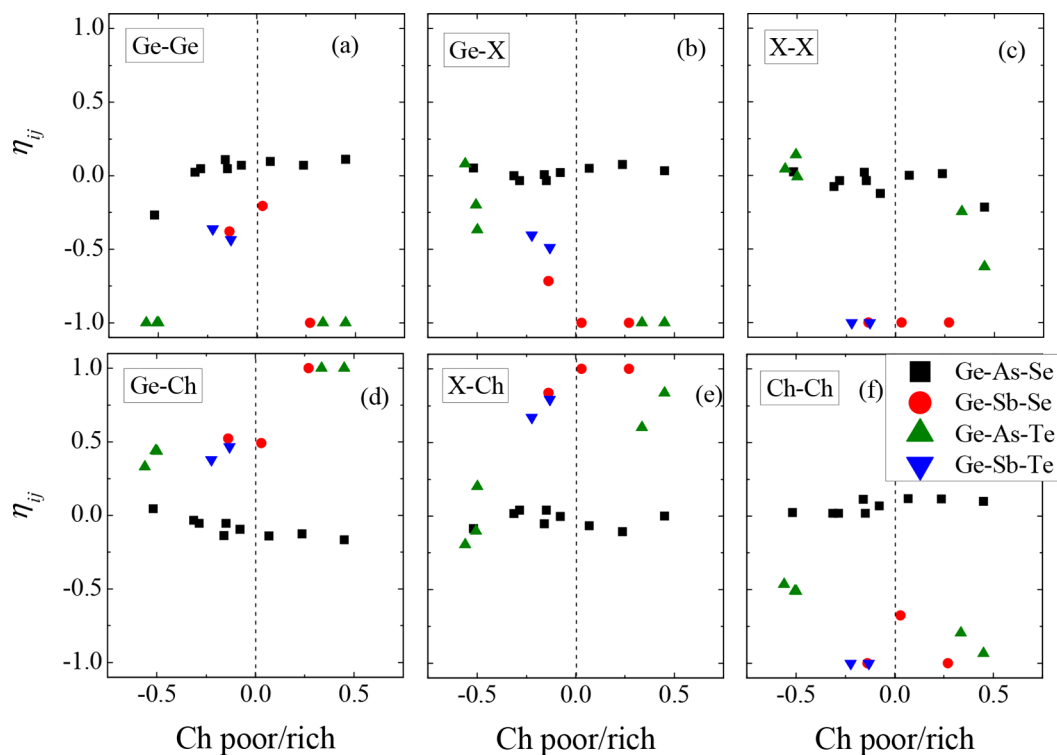 1.0
0.5
0.0
-0.5
-1.0
η_ij
Ge-Ge
(a)
Ge-X
(b)
X-X
(c)
1.0
0.5
0.0
-0.5
-1.0
η_ij
Ge-Ch
(d)
X-Ch
(e)
Ch-Ch
(f)
Ge-As-Se
Ge-Sb-Se
Ge-As-Te
Ge-Sb-Te
-0.5 0.0 0.5
-0.5 0.0 0.5
-0.5 0.0 0.5
Ch poor/rich
Ch poor/rich
Ch poor/rich